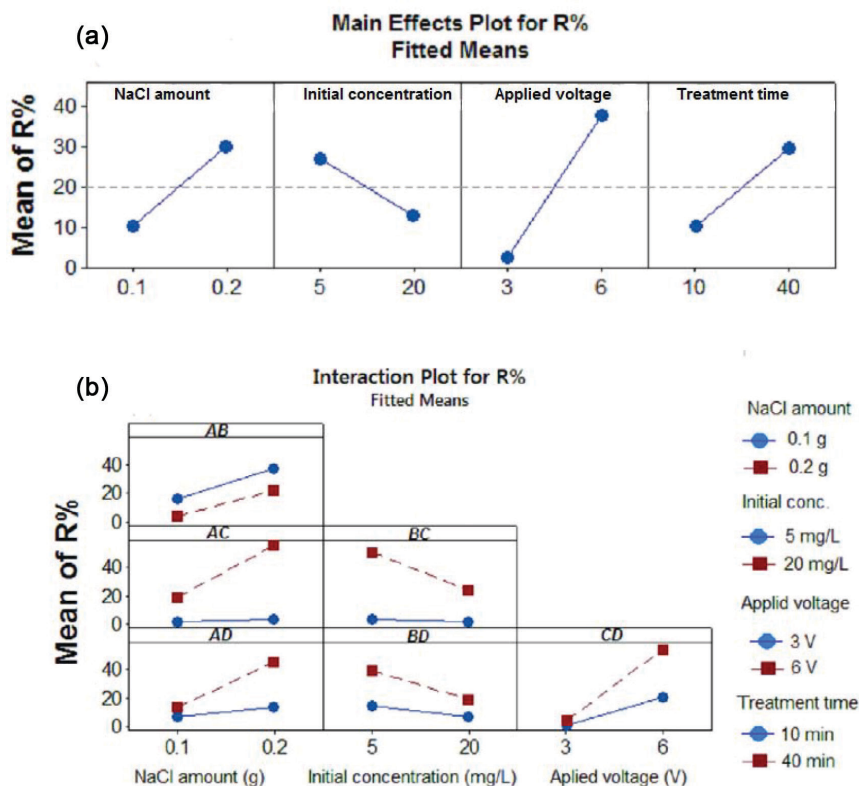 (a)
Main Effects Plot for R%
Fitted Means
NaCl amount Initial concentration Applied voltage Treatment time
Mean of R%
40
30
20
10
0
0.1 0.2 5 20 3 6 10 40
(b)
Interaction Plot for R%
Fitted Means
Mean of R%
AB
40
20
0
AC BC
40
20
0
AD BD CD
40
20
0
0.1 0.2 5 20 3 6
NaCl amount (g) Initial concentration (mg/L) Aplied voltage (V)
NaCl amount
0.1 g
0.2 g
Initial conc.
5 mg/L
20 mg/L
Applid voltage
3 V
6 V
Treatment time
10 min
40 min